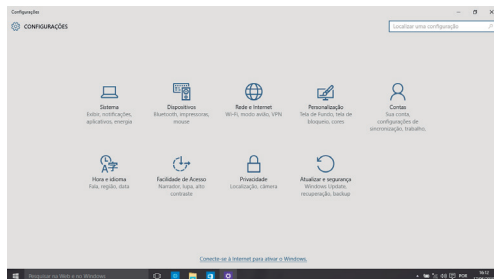 Configurações
CONFIGURAÇÕES
Localizar uma configuração
Sistema
Exibir, notificações,
aplicativos, energia
Dispositivos
Bluetooth, impressoras,
mouse
Rede e Internet
Wi-Fi, modo avião, VPN
Personalização
Tela de Fundo, tela de
bloqueio, cores
Contas
Sua conta,
configurações de
sincronização, trabalho.
Hora e idioma
Fala, região, data
Facilidade de Acesso
Narrador, lupa, alto
contraste
Privacidade
Localização, câmera
Atualizar e segurança
Windows Update,
recuperação, backup
Conecte-se à Internet para ativar o Windows.
Pesquisar na Web e no Windows
POR
16:12